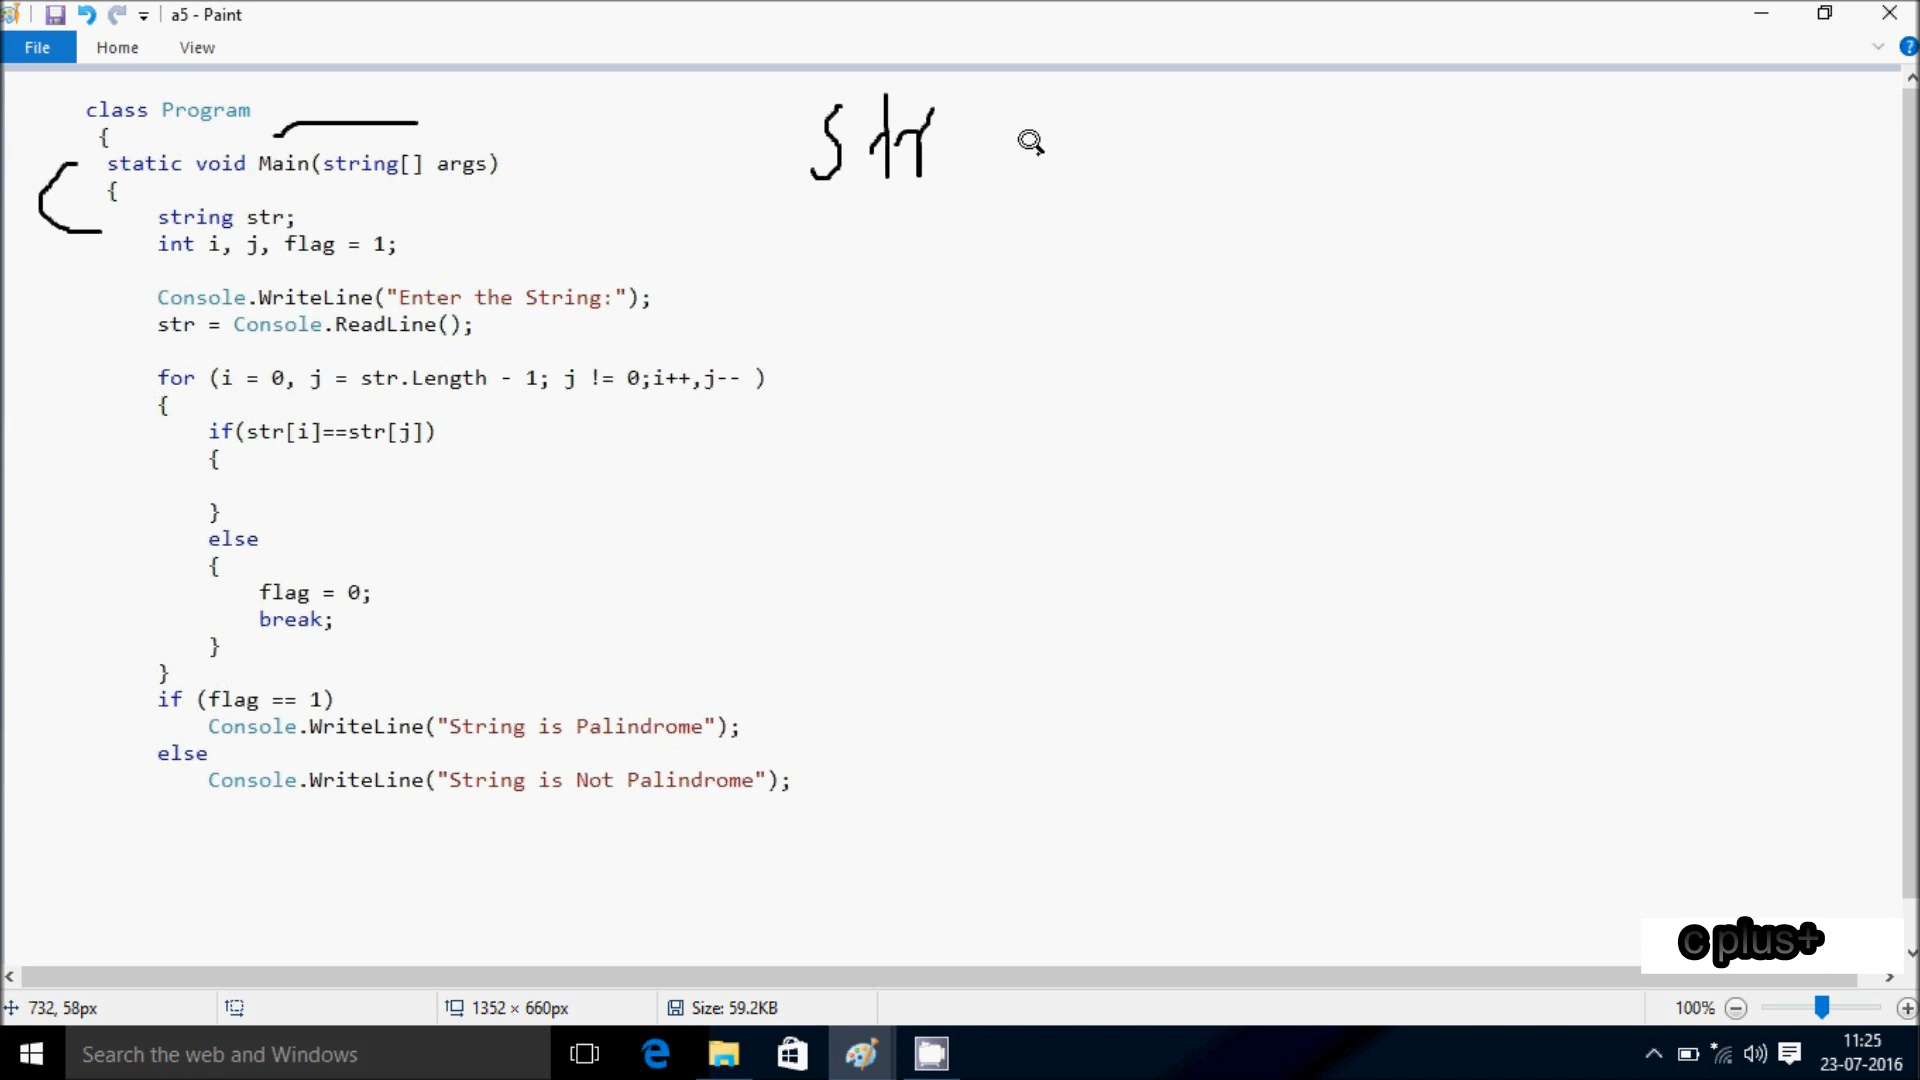 a5 - Paint
File Home View
class Program
{
static void Main(string[] args)
{
string str;
int i, j, flag = 1;
Console.WriteLine("Enter the String:");
str = Console.ReadLine();
for (i = 0, j = str.Length - 1; j != 0;i++,j-- )
{
if(str[i]==str[j])
{
}
else
{
flag = 0;
break;
}
}
if (flag == 1)
Console.WriteLine("String is Palindrome");
else
Console.WriteLine("String is Not Palindrome");
str
c plus+
732, 58px 1352 × 660px Size: 59.2KB 100%
Search the web and Windows
11:25
23-07-2016